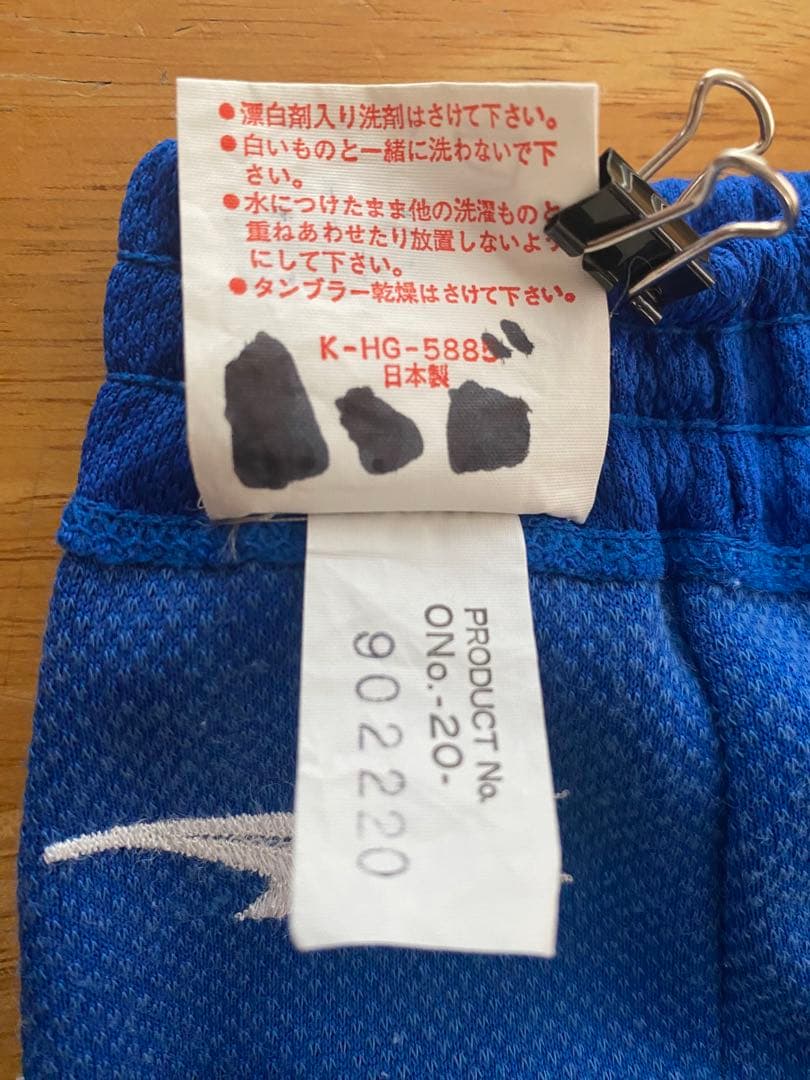 ●漂白剤入り洗剤はさけて下さい。
●白いものと一緒に洗わないで下
さい。
●水につけたまま他の洗濯ものと
重ねあわせたり放置しないよう
にして下さい。
●タンブラー乾燥はさけて下さい。
K-HG-5885
日本製
PRODUCT No
ONo.-20-
902220